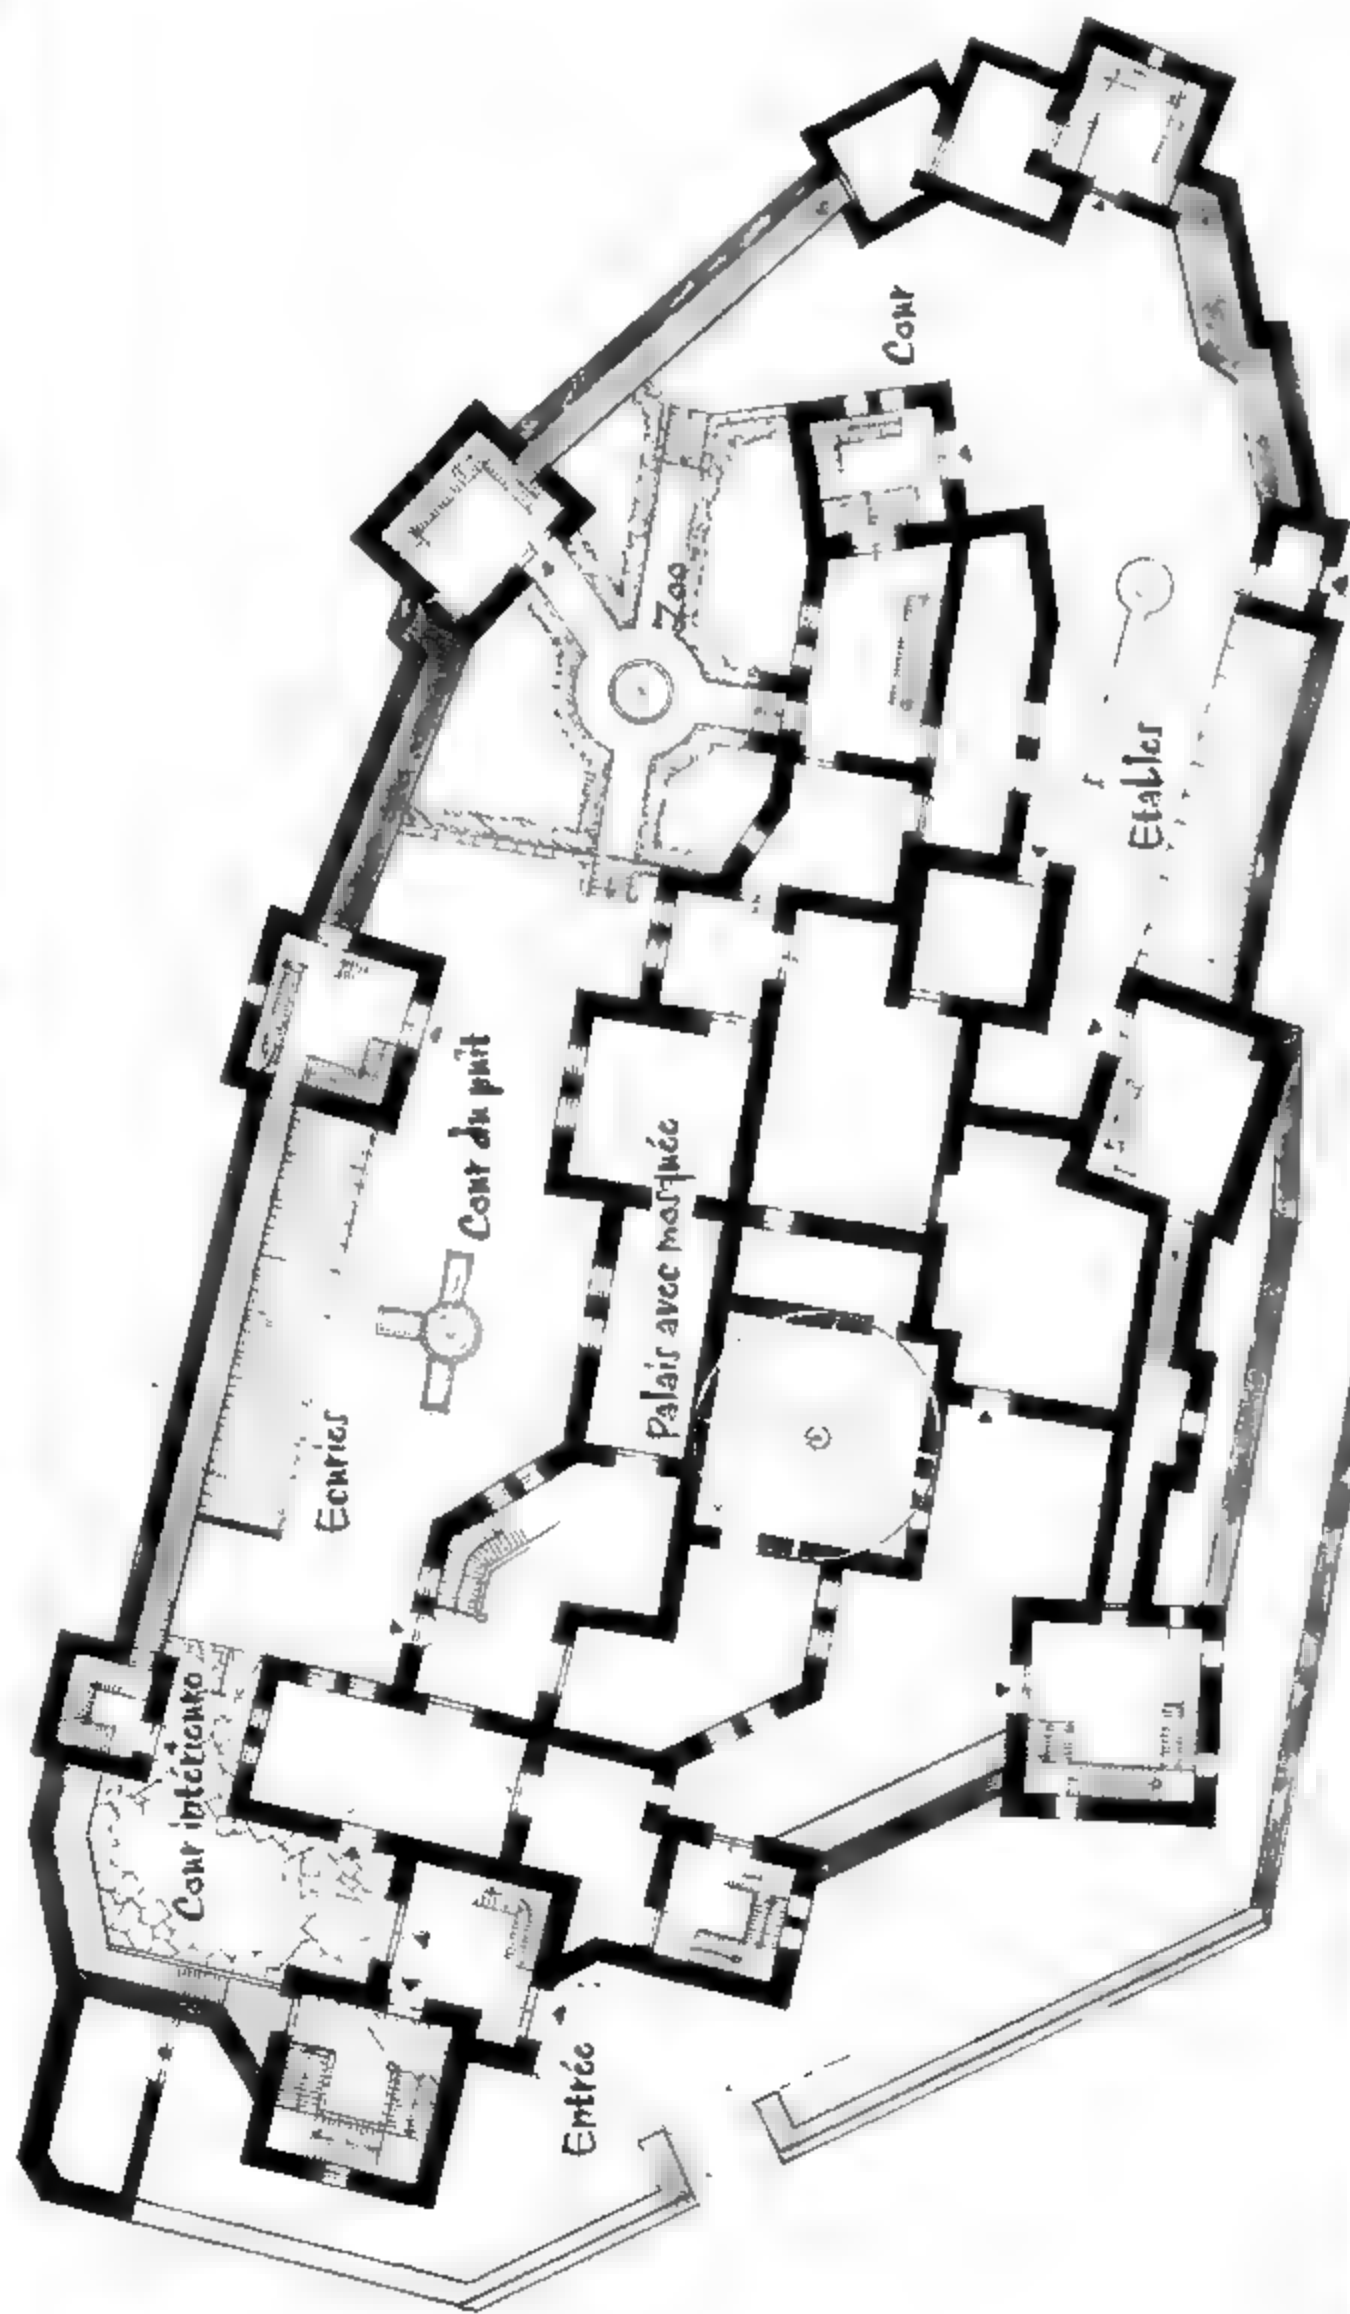 Cour
Zoo
Etables
Cour du puit
Palais avec mosquée
Ecuries
Cour intérieure
Entrée